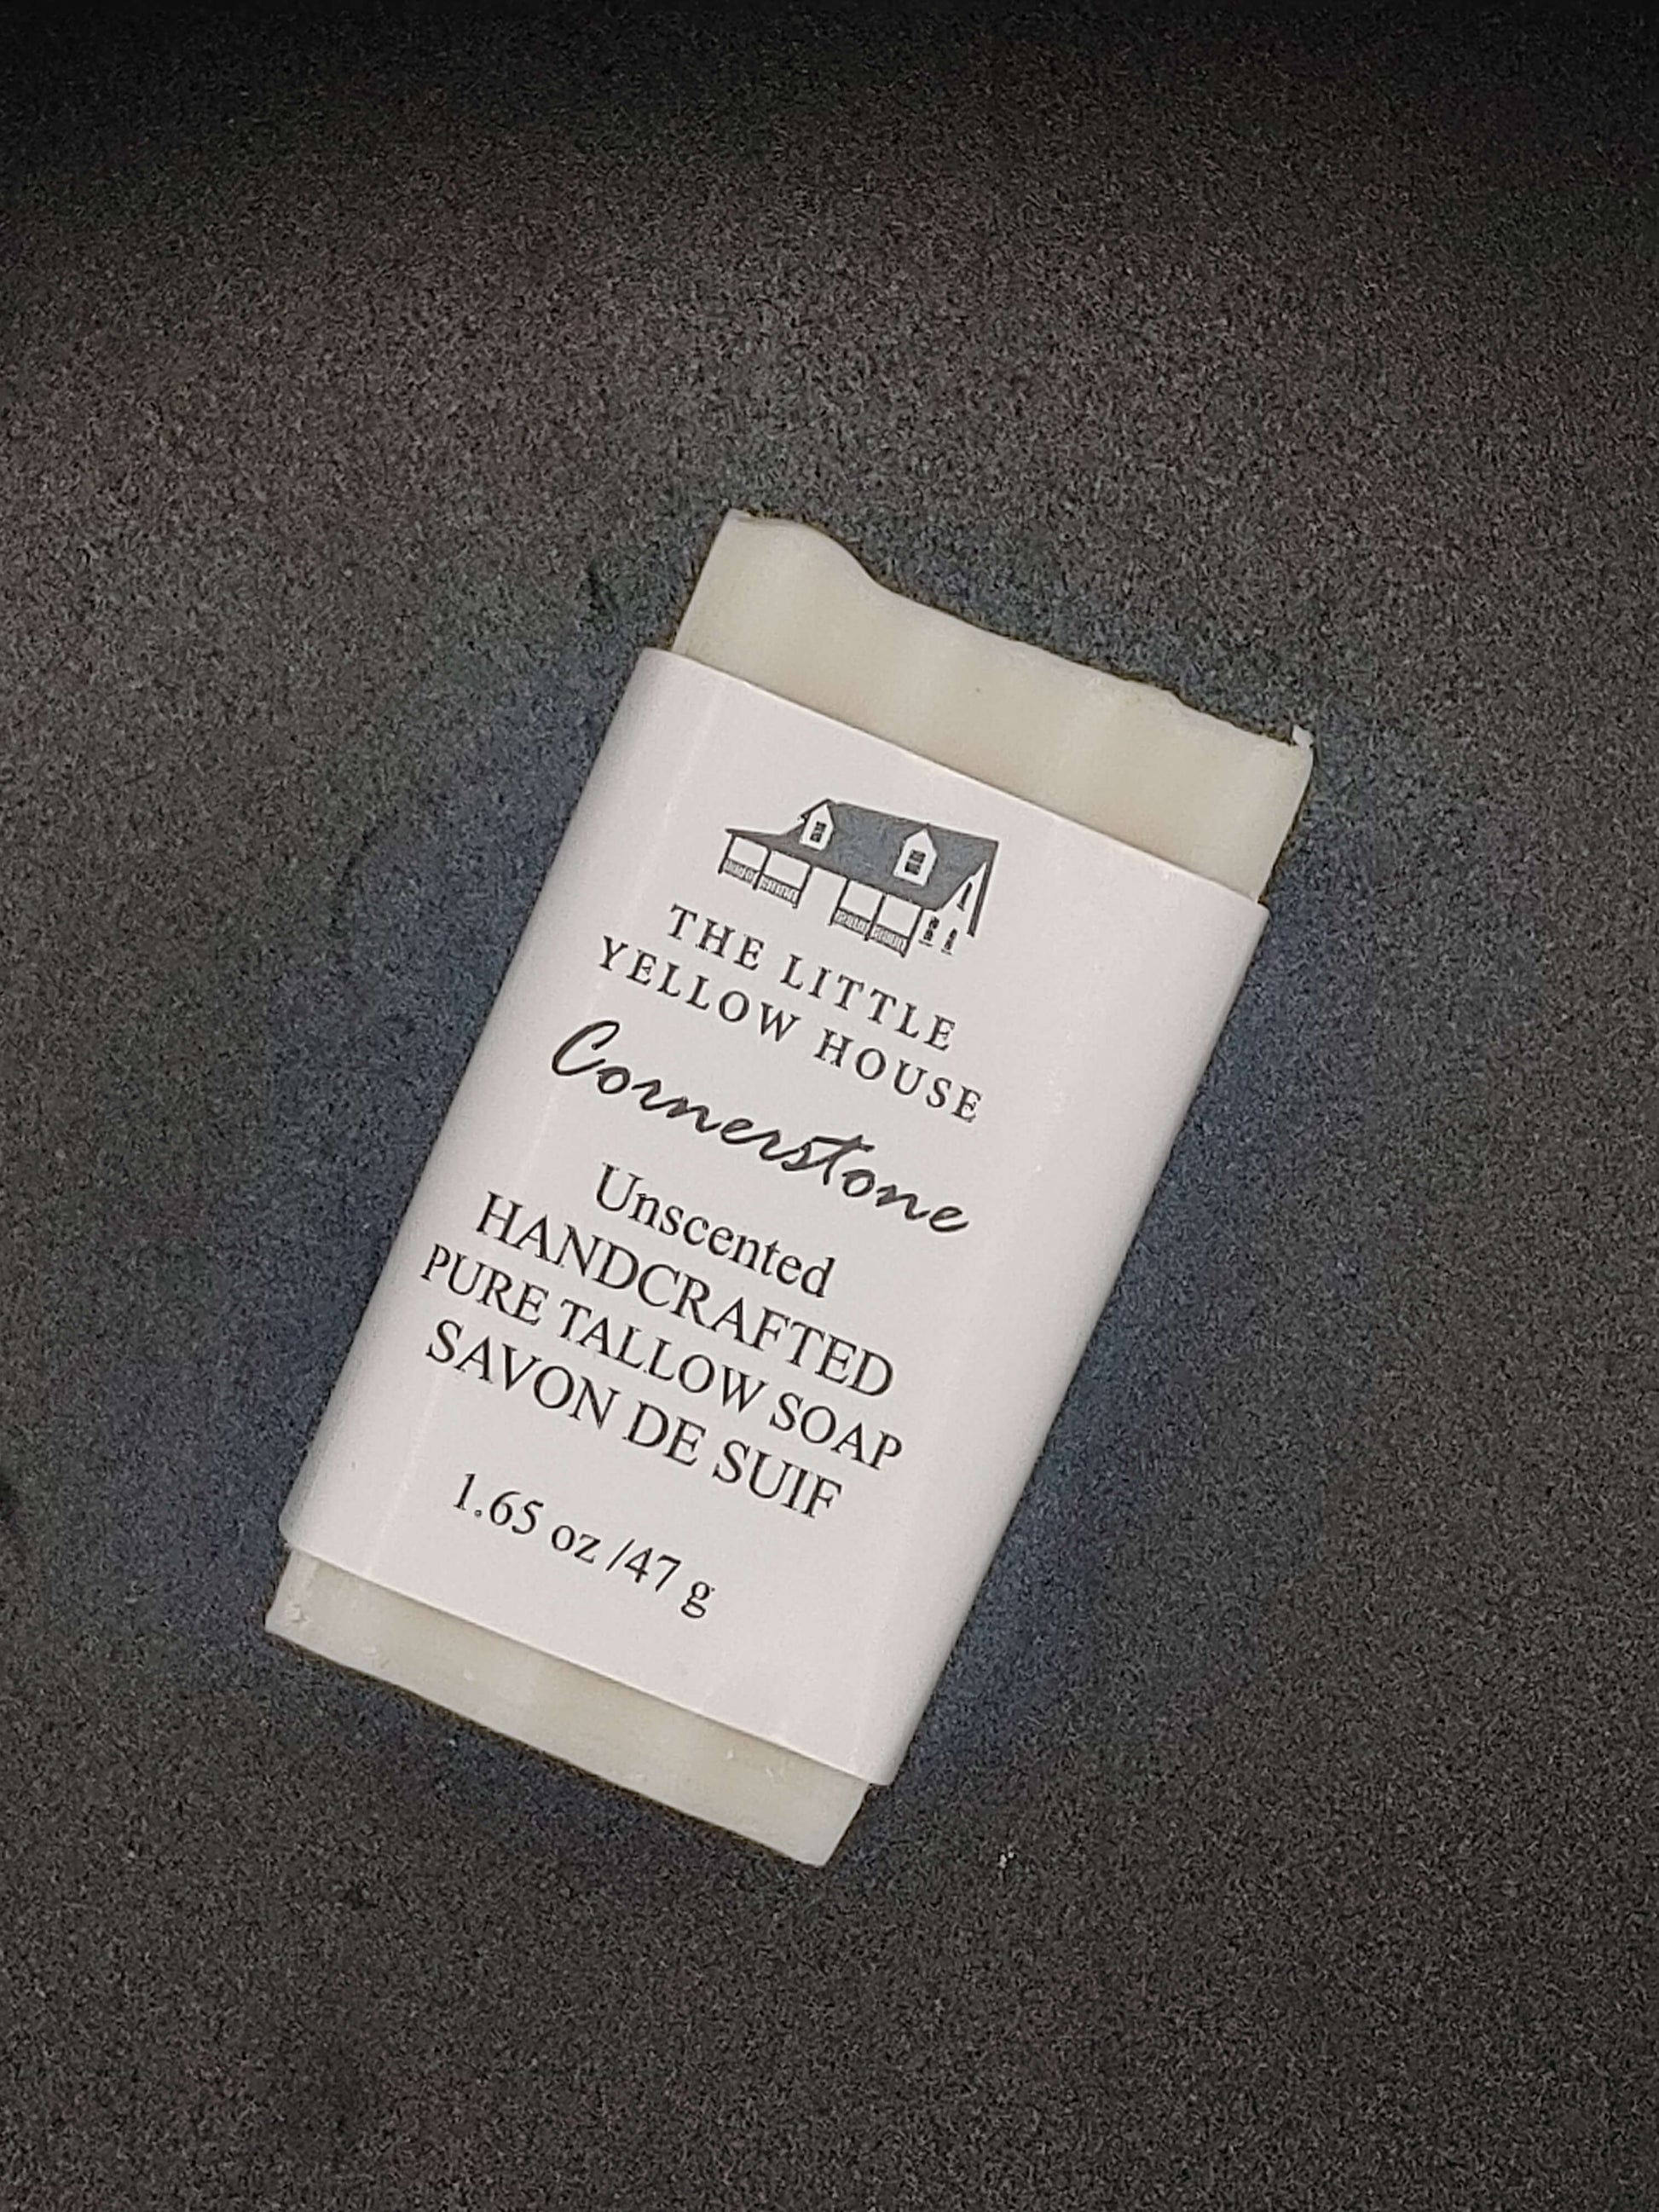 THE LITTLE
YELLOW HOUSE
Cornerstone
Unscented
HANDCRAFTED
PURE TALLOW SOAP
SAVON DE SUIF
1.65 oz /47 g